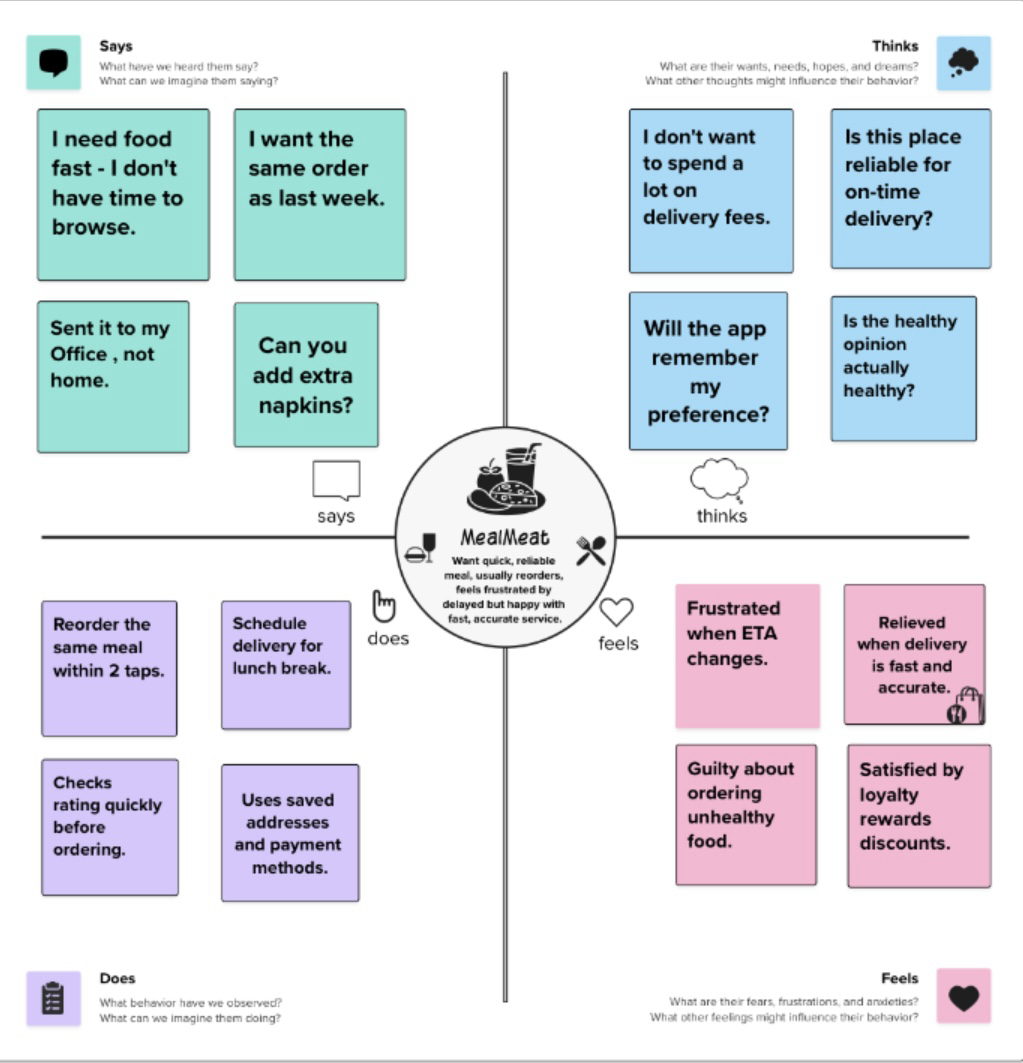 Says
What have we heard them say?
What can we imagine them saying?
Thinks
What are their wants, needs, hopes, and dreams?
What other thoughts might influence their behavior?
I need food
fast - I don't
have time to
browse.
I want the
same order
as last week.
I don't want
to spend a
lot on
delivery fees.
Is this place
reliable for
on-time
delivery?
Sent it to my
Office , not
home.
Can you
add extra
napkins?
Will the app
remember
my
preference?
Is the healthy
opinion
actually
healthy?
says
thinks
MealMeat
Want quick, reliable
meal, usually reorders,
feels frustrated by
delayed but happy with
fast, accurate service.
does
feels
Reorder the
same meal
within 2 taps.
Schedule
delivery for
lunch break.
Frustrated
when ETA
changes.
Relieved
when delivery
is fast and
accurate.
Checks
rating quickly
before
ordering.
Uses saved
addresses
and payment
methods.
Guilty about
ordering
unhealthy
food.
Satisfied by
loyalty
rewards
discounts.
Does
What behavior have we observed?
What can we imagine them doing?
Feels
What are their fears, frustrations, and anxieties?
What other feelings might influence their behavior?